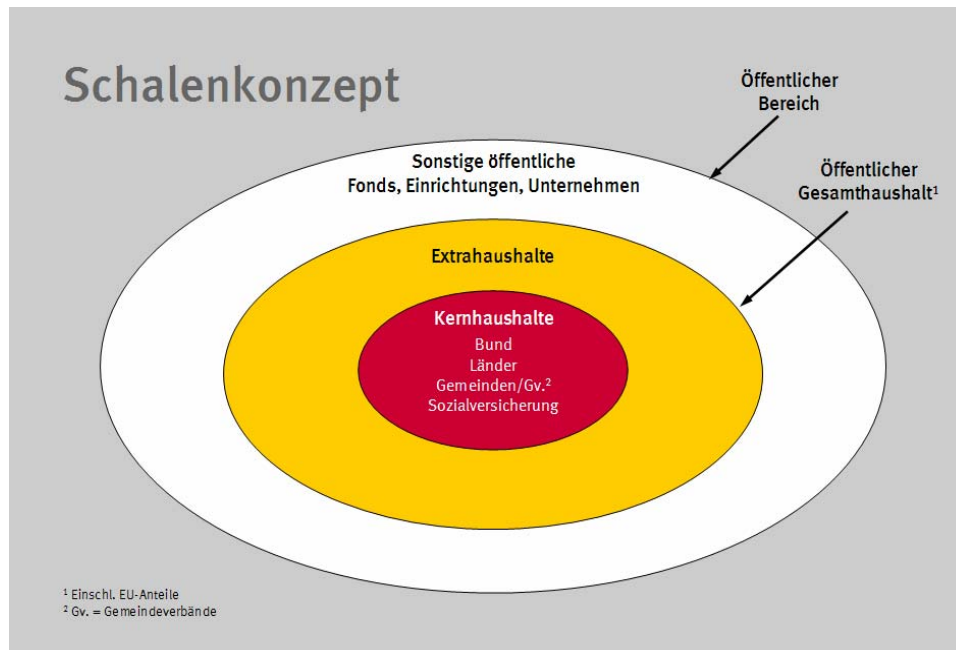 Schalenkonzept
Öffentlicher
Bereich
Öffentlicher
Gesamthaushalt¹
Sonstige öffentliche
Fonds, Einrichtungen, Unternehmen
Extrahaushalte
Kernhaushalte
Bund
Länder
Gemeinden/Gv.²
Sozialversicherung
¹ Einschl. EU-Anteile
² Gv. = Gemeindeverbände